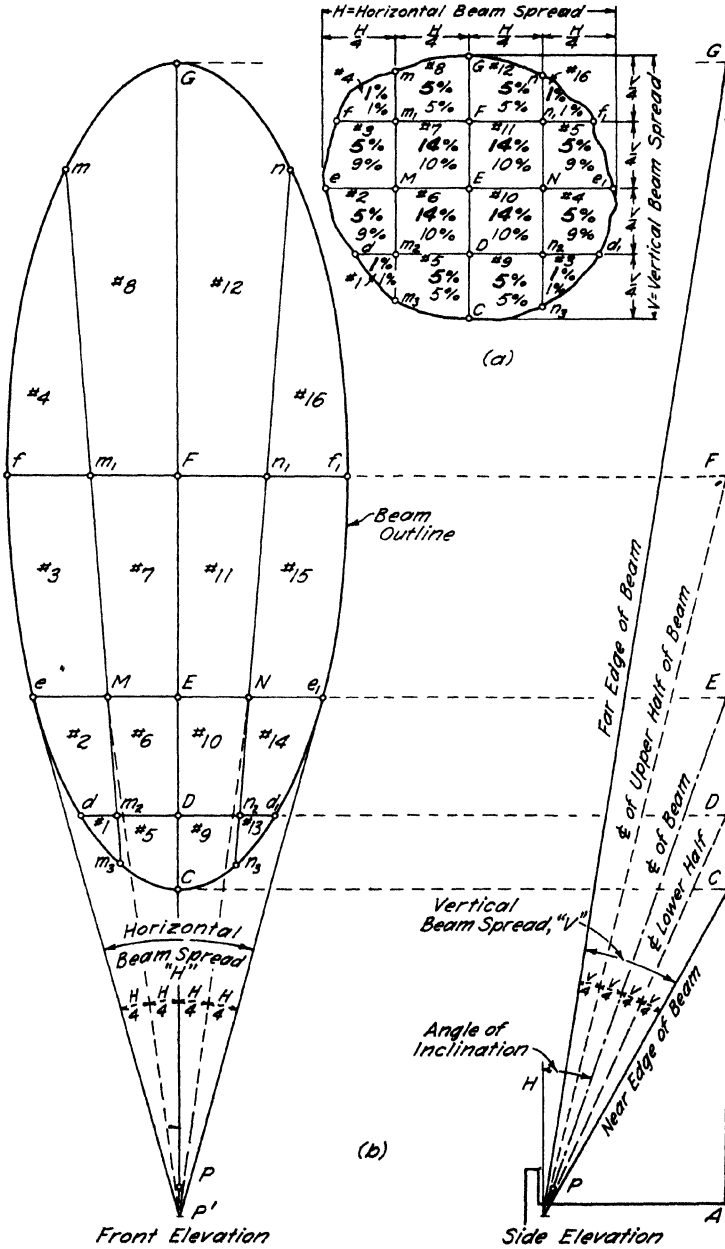 H=Horizontal Beam Spread
H/4 H/4 H/4 H/4
G
#4 m #8 G #12 n #16
1% 5% 5% 1%
1% 5% 5% 1%
f m1 F n1 f1
#3 #7 #11 #5
5% 14% 14% 5%
9% 10% 10% 9%
e M E N e1
#2 #6 #10 #4
5% 14% 14% 5%
9% 10% 10% 9%
d m2 D n2 d1
#1 #5 #9 #3
1% 5% 5% 1%
1% 5% 5% 1%
m3 C n3
V/4 V/4 V/4 V/4
V=Vertical Beam Spread
(a)
G
m n
#8 #12
#4 #16
f m1 F n1 f1
Beam
Outline
#3 #7 #11 #15
e M E N e1
#2 #6 #10 #14
d m2 D n2 d1
#1 #5 #9 #13
m3 n3
C
Horizontal
Beam Spread
"H"
H/4 H/4 H/4 H/4
P
P'
Front Elevation
(b)
G
F
E
D
C
Far Edge of Beam
℄ of Upper Half of Beam
℄ of Beam
℄ Lower Half
Near Edge of Beam
Vertical
Beam Spread, "V"
V/4 V/4 V/4 V/4
Angle of
Inclination
H
P
A
Side Elevation